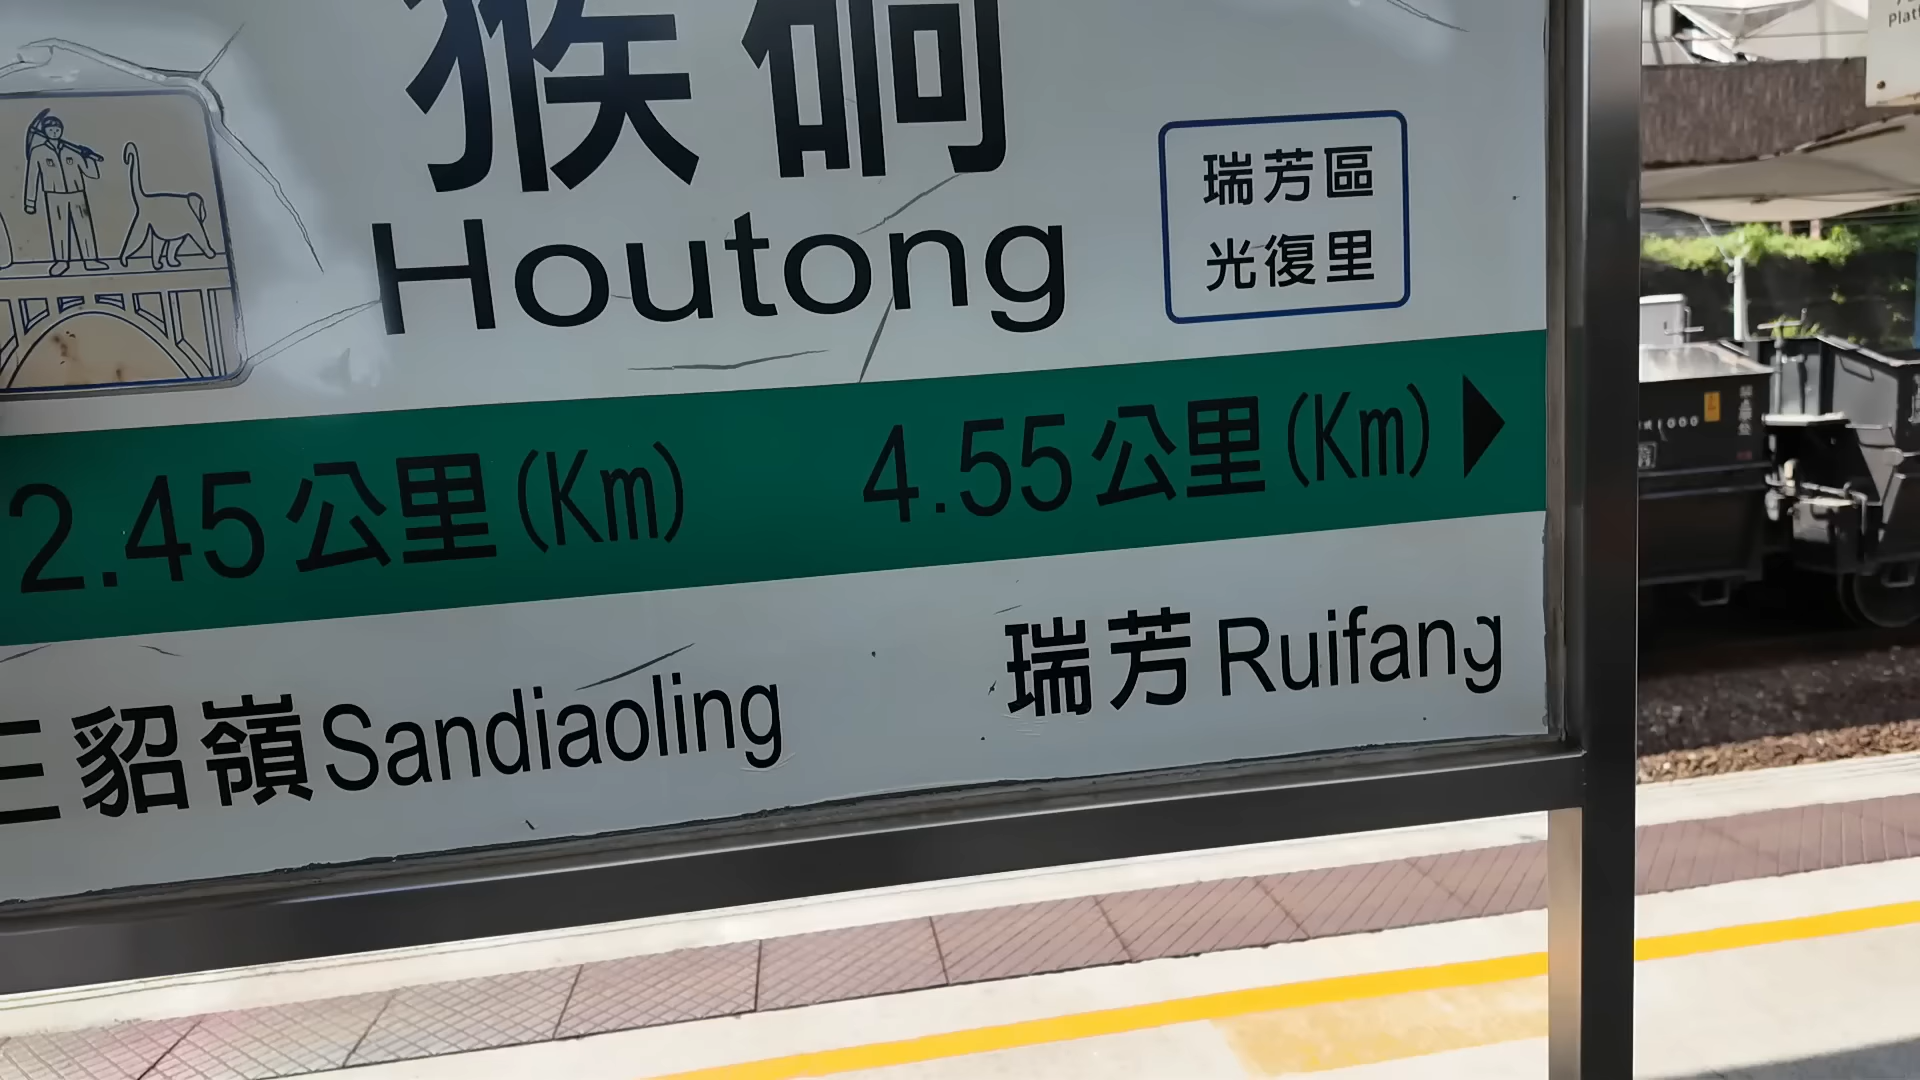 猴硐
Houtong
瑞芳區
光復里
2.45公里(Km)
4.55公里(Km)
三貂嶺Sandiaoling
瑞芳Ruifang